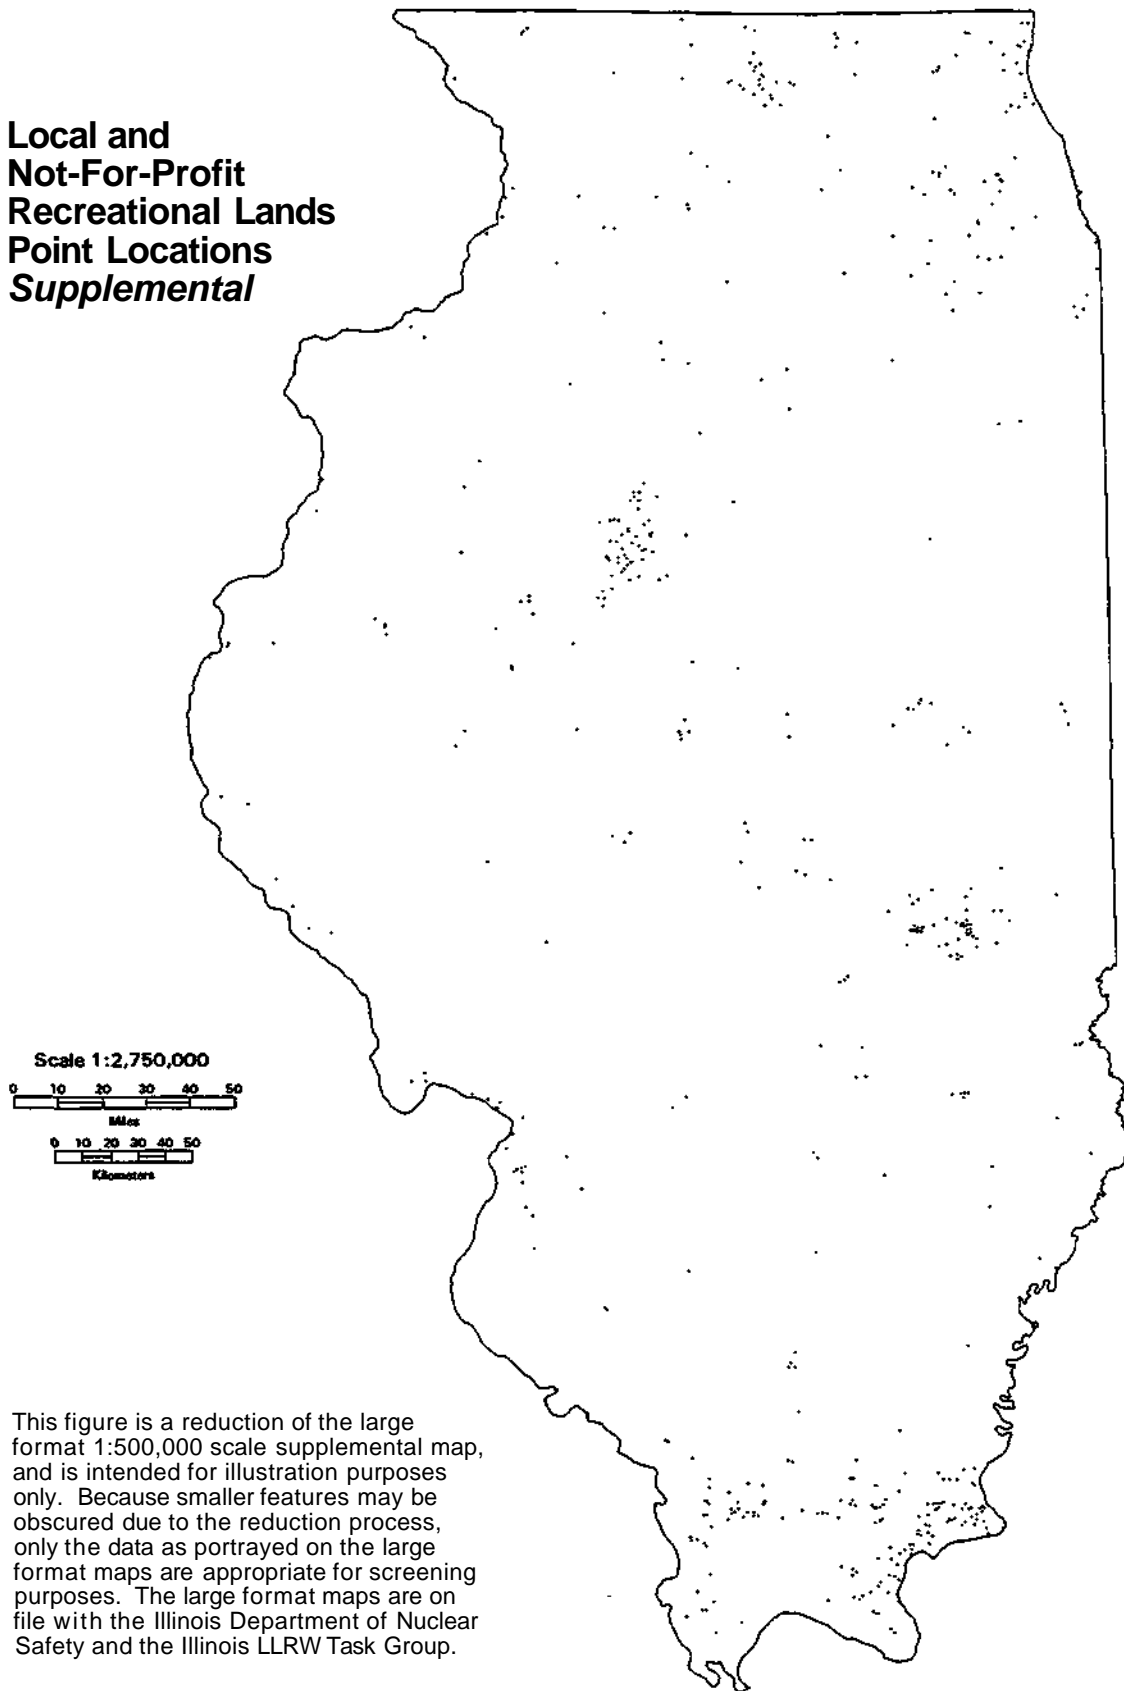 Local and
Not-For-Profit
Recreational Lands
Point Locations
Supplemental
Scale 1:2,750,000
0 10 20 30 40 50
Miles
0 10 20 30 40 50
Kilometers
This figure is a reduction of the large
format 1:500,000 scale supplemental map,
and is intended for illustration purposes
only. Because smaller features may be
obscured due to the reduction process,
only the data as portrayed on the large
format maps are appropriate for screening
purposes. The large format maps are on
file with the Illinois Department of Nuclear
Safety and the Illinois LLRW Task Group.